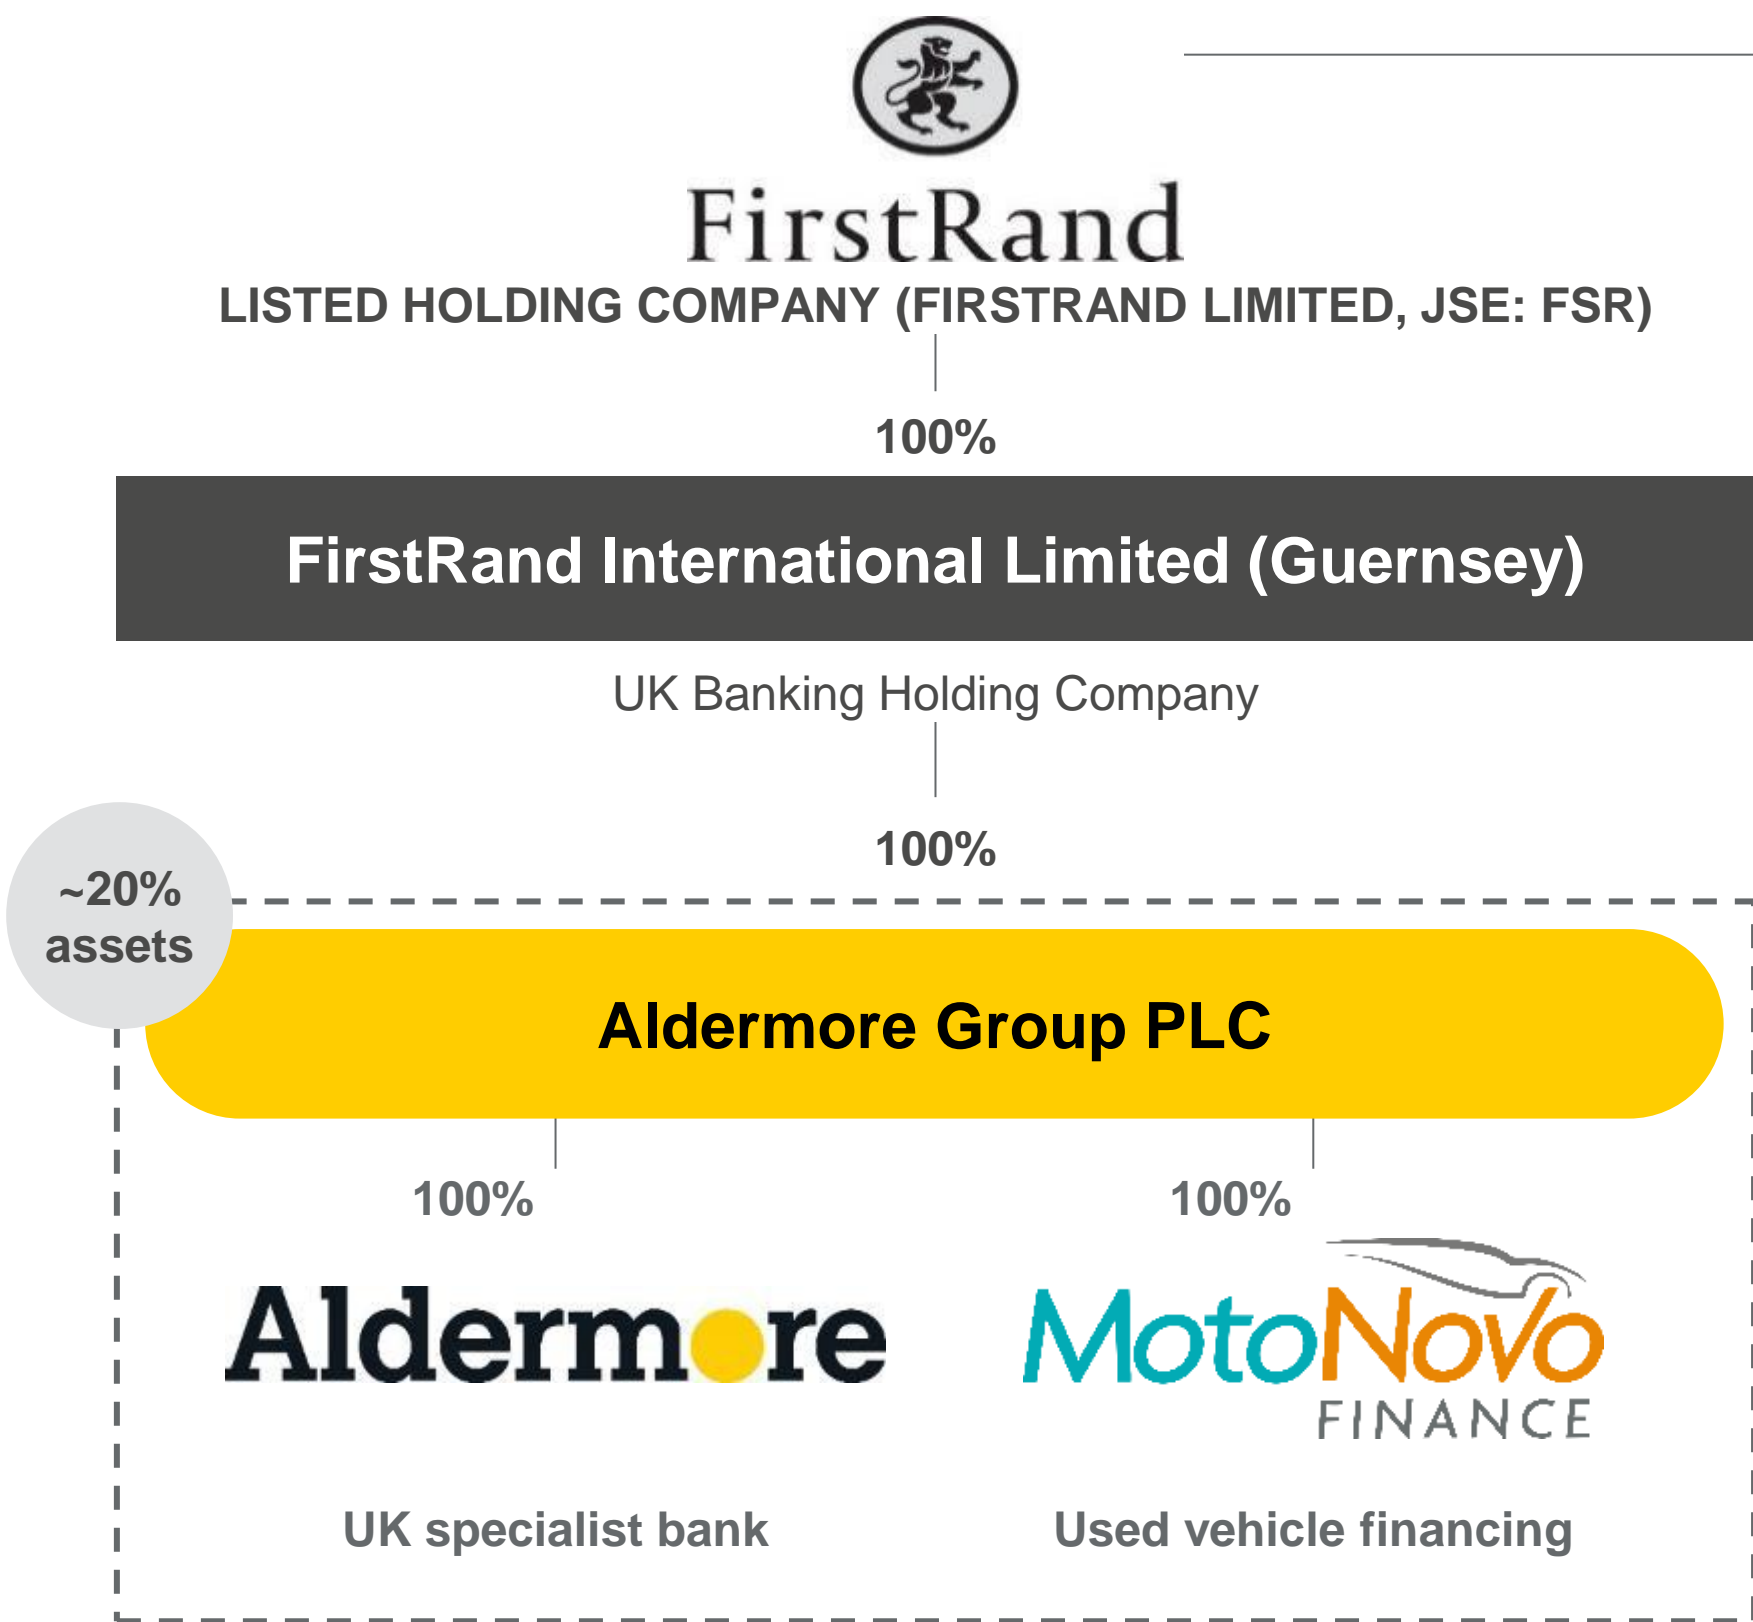 FirstRand
LISTED HOLDING COMPANY (FIRSTRAND LIMITED, JSE: FSR)
100%
FirstRand International Limited (Guernsey)
UK Banking Holding Company
100%
~20%
assets
Aldermore Group PLC
100%
100%
Aldermore
MotoNovo
FINANCE
UK specialist bank
Used vehicle financing